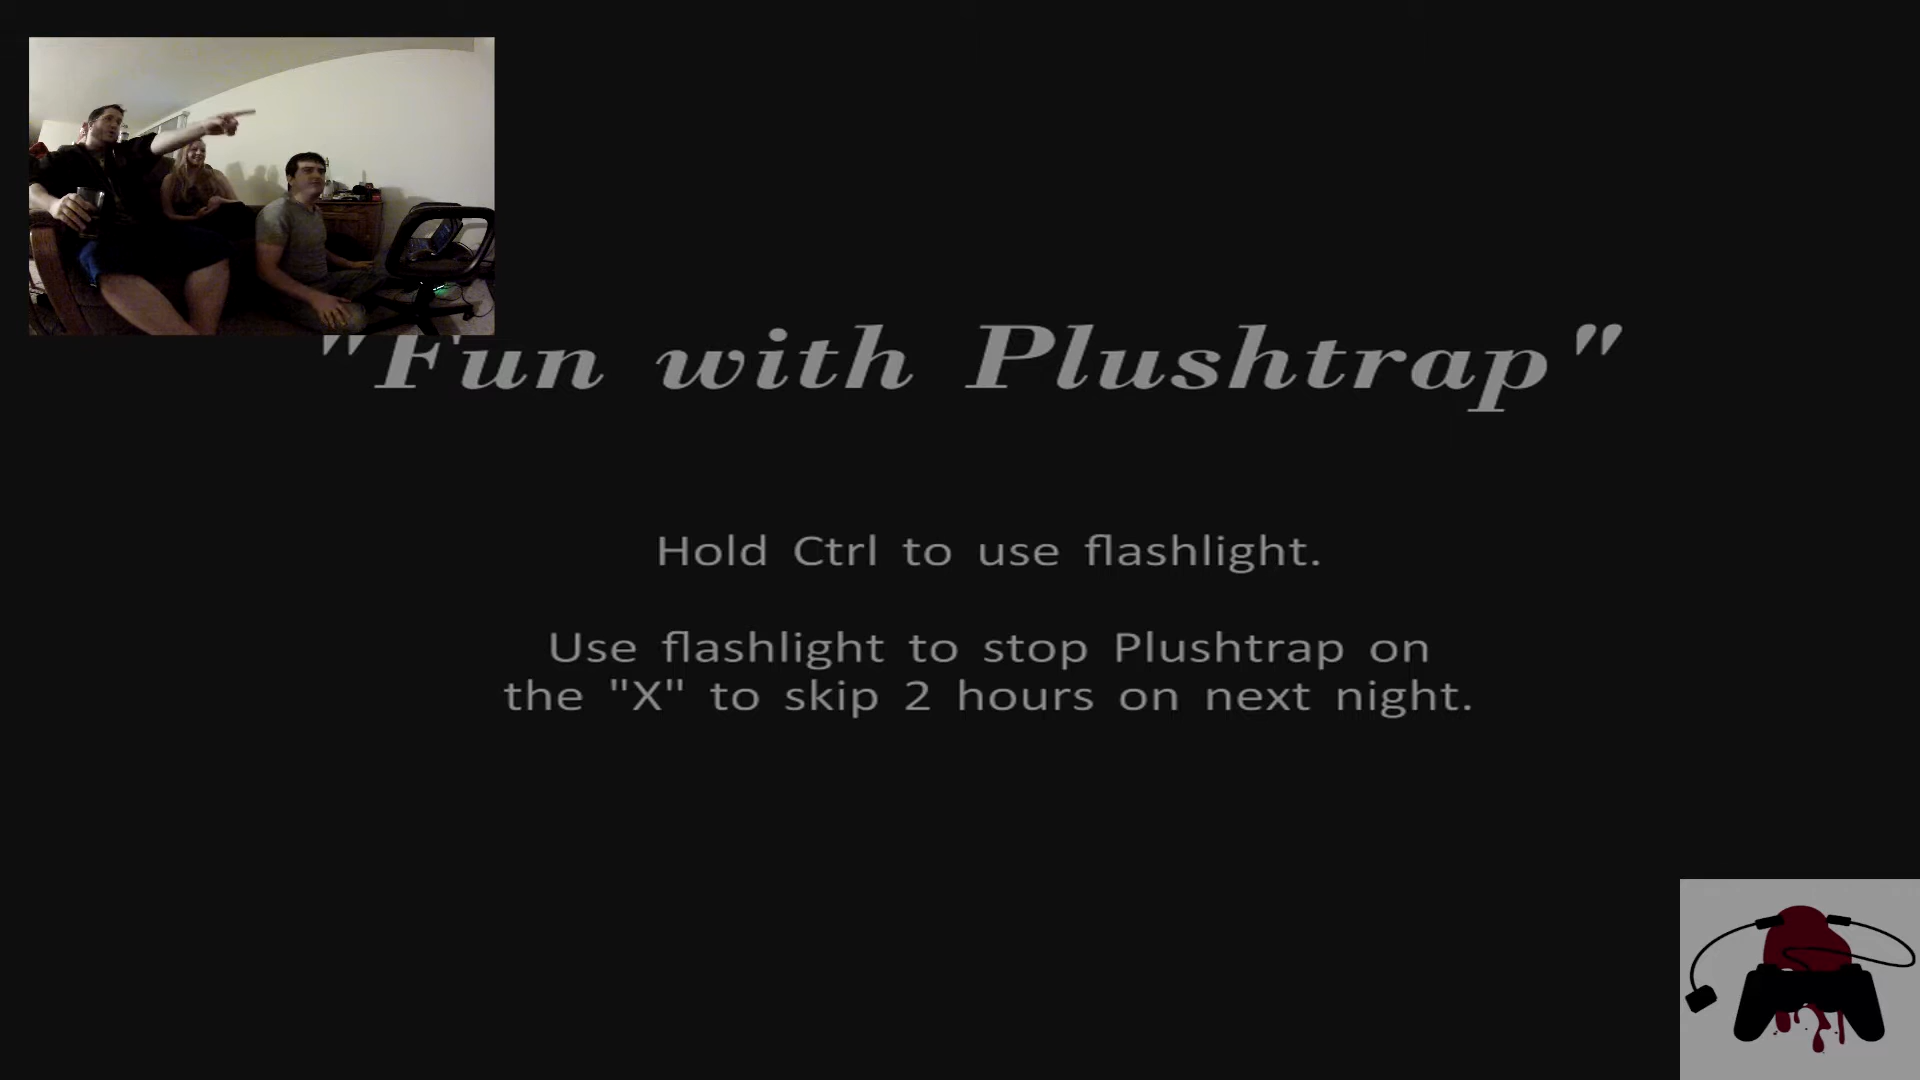 "Fun with Plushtrap"
Hold Ctrl to use flashlight.
Use flashlight to stop Plushtrap on
the "X" to skip 2 hours on next night.